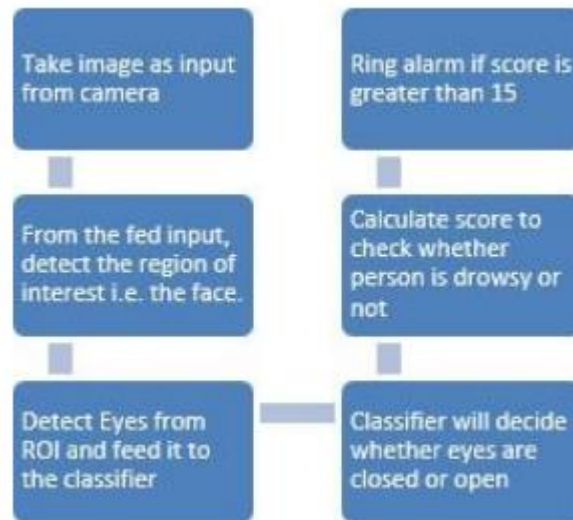 Take image as input
from camera
From the fed input,
detect the region of
interest i.e. the face.
Detect Eyes from
ROI and feed it to
the classifier
Classifier will decide
whether eyes are
closed or open
Calculate score to
check whether
person is drowsy or
not
Ring alarm if score is
greater than 15